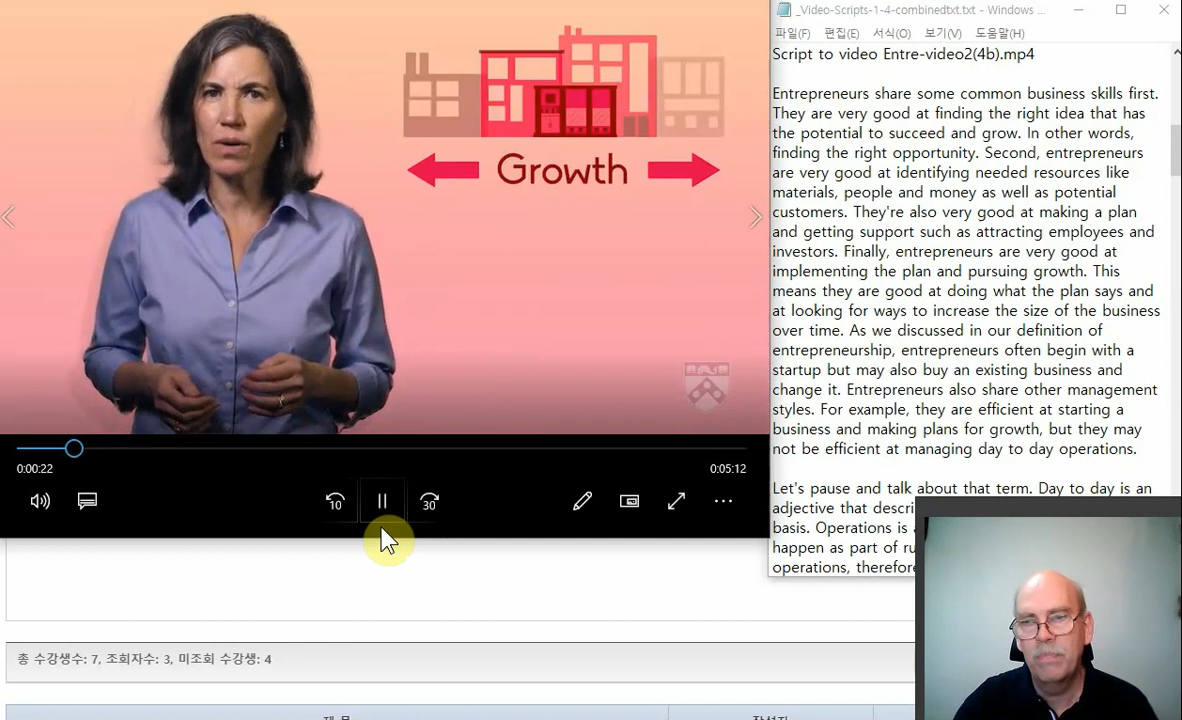 Growth
0:00:22
0:05:12
10
30
_Video-Scripts-1-4-combinedtxt.txt - Windows ...
파일(F) 편집(E) 서식(O) 보기(V) 도움말(H)
Script to video Entre-video2(4b).mp4
Entrepreneurs share some common business skills first.
They are very good at finding the right idea that has
the potential to succeed and grow. In other words,
finding the right opportunity. Second, entrepreneurs
are very good at identifying needed resources like
materials, people and money as well as potential
customers. They're also very good at making a plan
and getting support such as attracting employees and
investors. Finally, entrepreneurs are very good at
implementing the plan and pursuing growth. This
means they are good at doing what the plan says and
at looking for ways to increase the size of the business
over time. As we discussed in our definition of
entrepreneurship, entrepreneurs often begin with a
startup but may also buy an existing business and
change it. Entrepreneurs also share other management
styles. For example, they are efficient at starting a
business and making plans for growth, but they may
not be efficient at managing day to day operations.
Let's pause and talk about that term. Day to day is an
adjective that descri
basis. Operations is
happen as part of ru
operations, therefore
총 수강생수: 7, 조회자수: 3, 미조회 수강생: 4